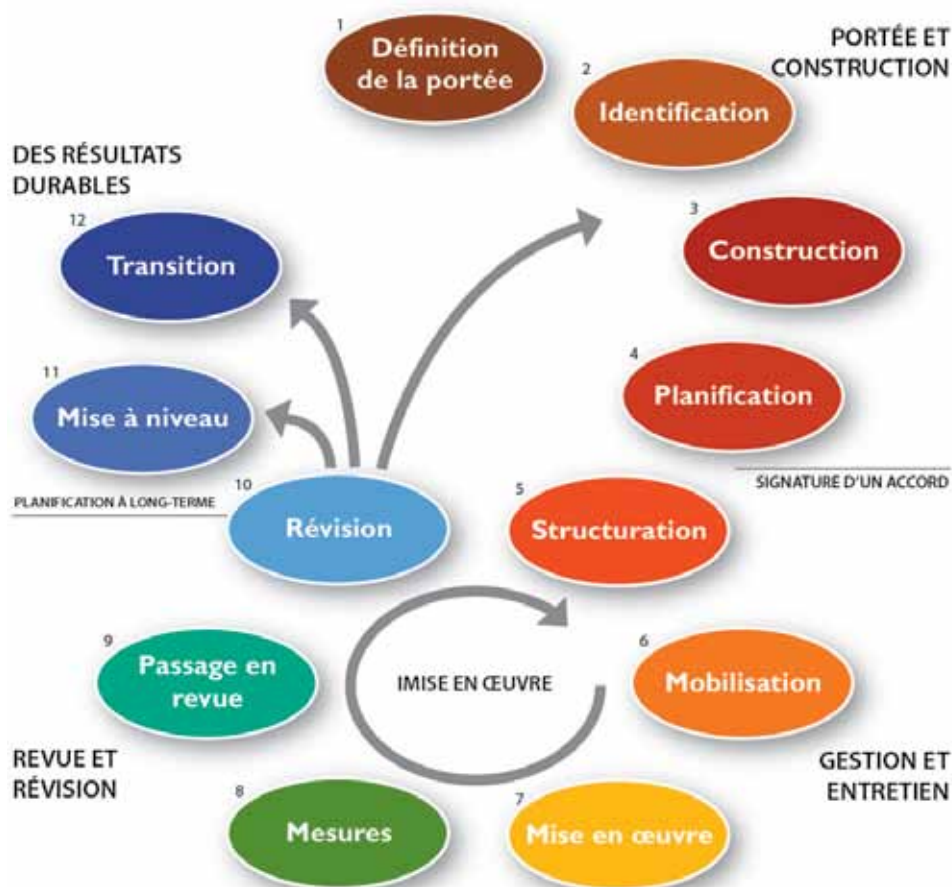 1
Définition
de la portée
PORTÉE ET
CONSTRUCTION
2
Identification
3
Construction
4
Planification
SIGNATURE D'UN ACCORD
5
Structuration
6
Mobilisation
GESTION ET
ENTRETIEN
7
Mise en œuvre
8
Mesures
REVUE ET
RÉVISION
9
Passage en
revue
IMISE EN ŒUVRE
10
Révision
PLANIFICATION À LONG-TERME
11
Mise à niveau
12
Transition
DES RÉSULTATS
DURABLES